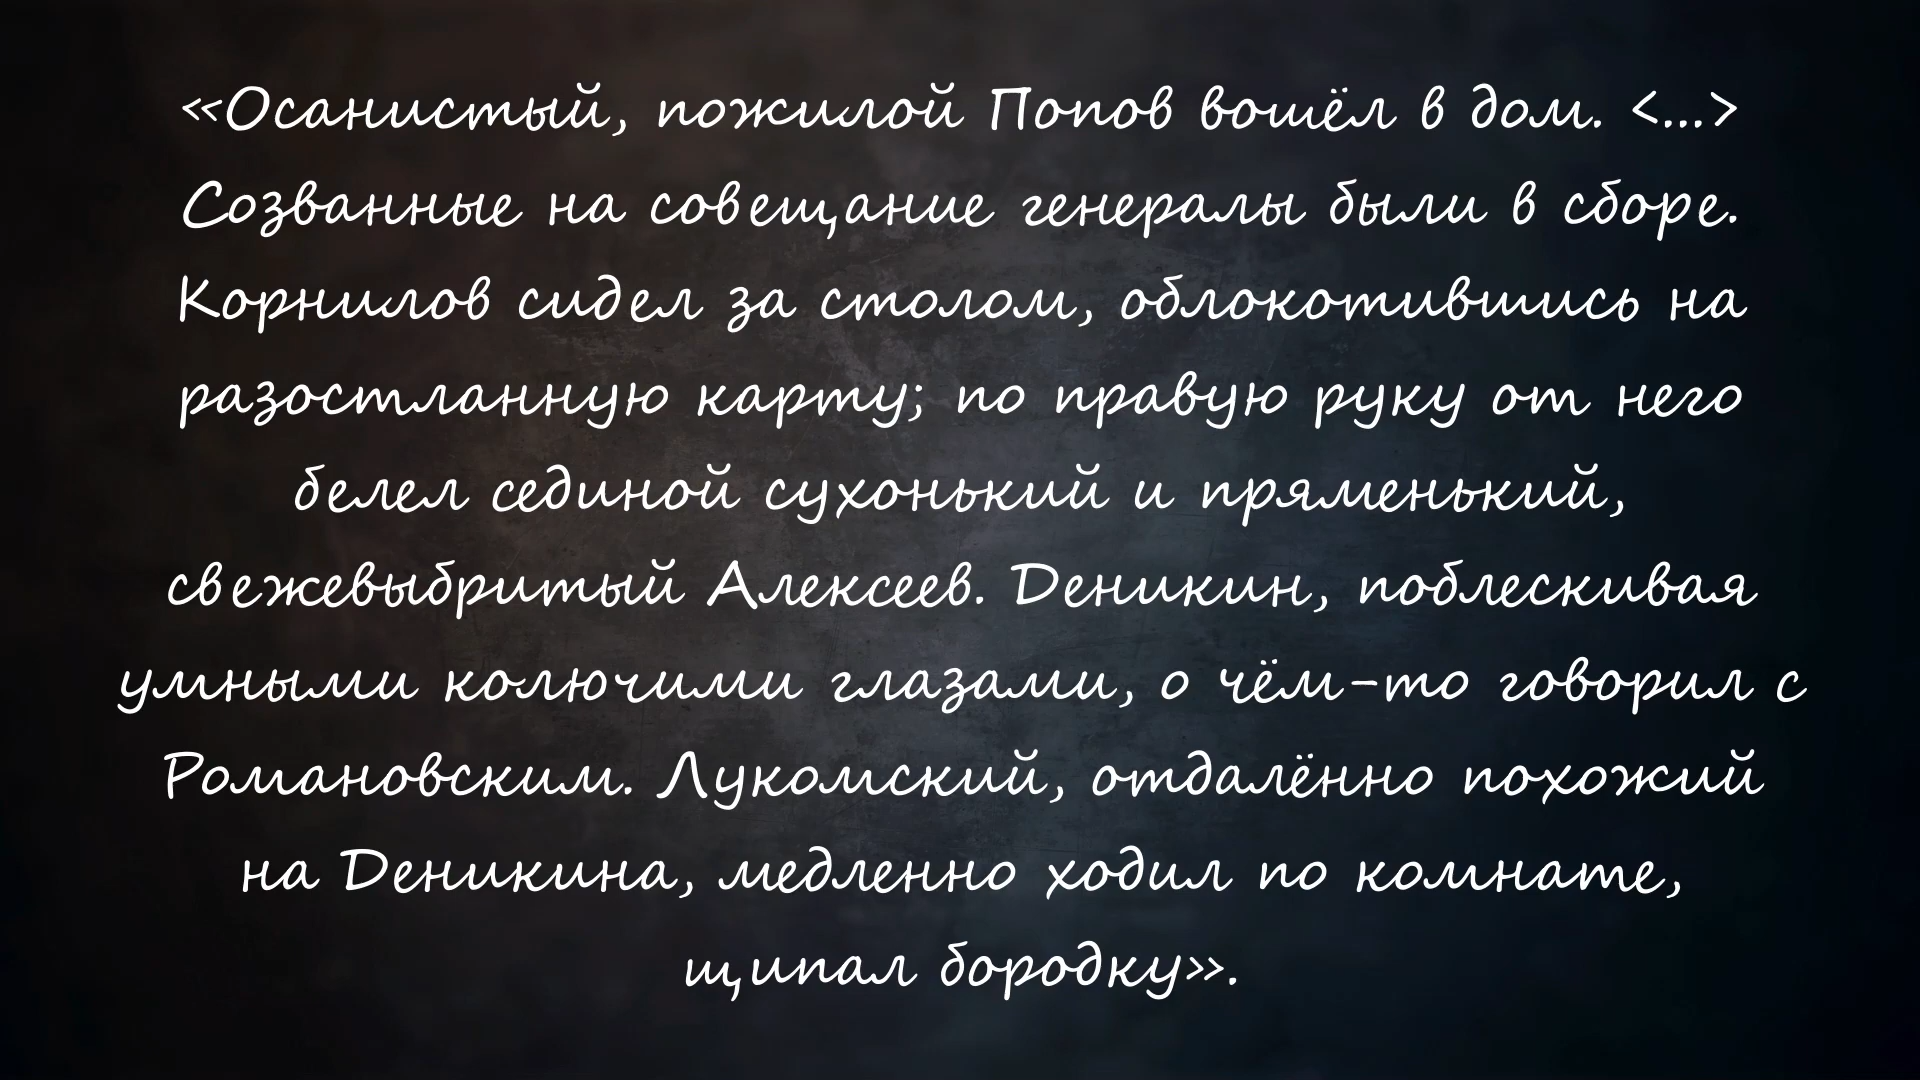 «Осанистый, пожилой Попов вошёл в дом. <...>
Созванные на совещание генералы были в сборе.
Корнилов сидел за столом, облокотившись на
разостланную карту; по правую руку от него
белел сединой сухонький и пряменький,
свежевыбритый Алексеев. Деникин, поблескивая
умными колючими глазами, о чём-то говорил с
Романовским. Лукомский, отдалённо похожий
на Деникина, медленно ходил по комнате,
щипал бородку».